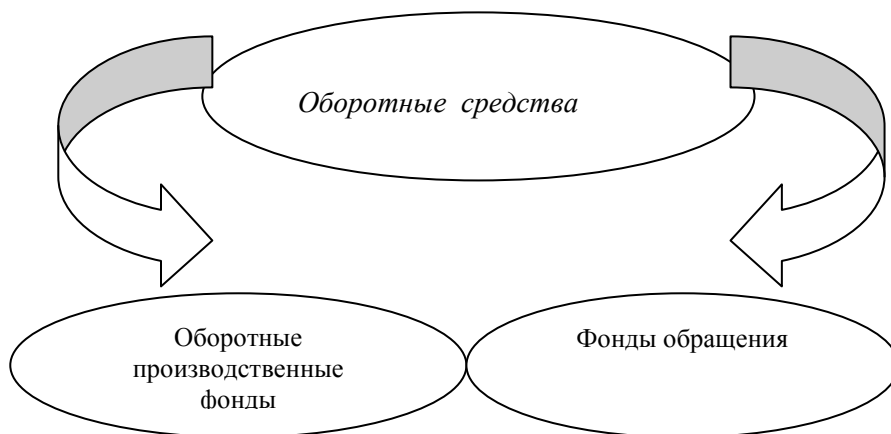 Оборотные средства
Оборотные
производственные
фонды
Фонды обращения